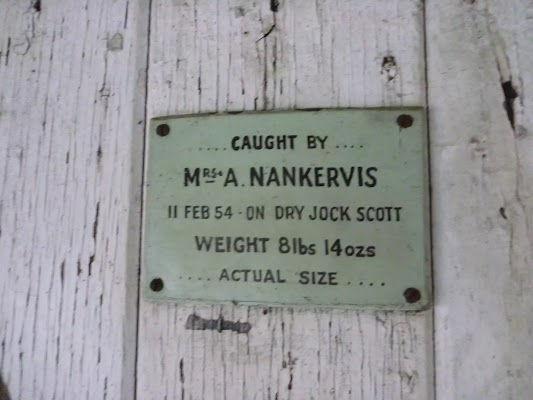 .... CAUGHT BY ....
MRS. A. NANKERVIS
11 FEB 54 - ON DRY JOCK SCOTT
WEIGHT 8lbs 14ozs
.... ACTUAL SIZE ....